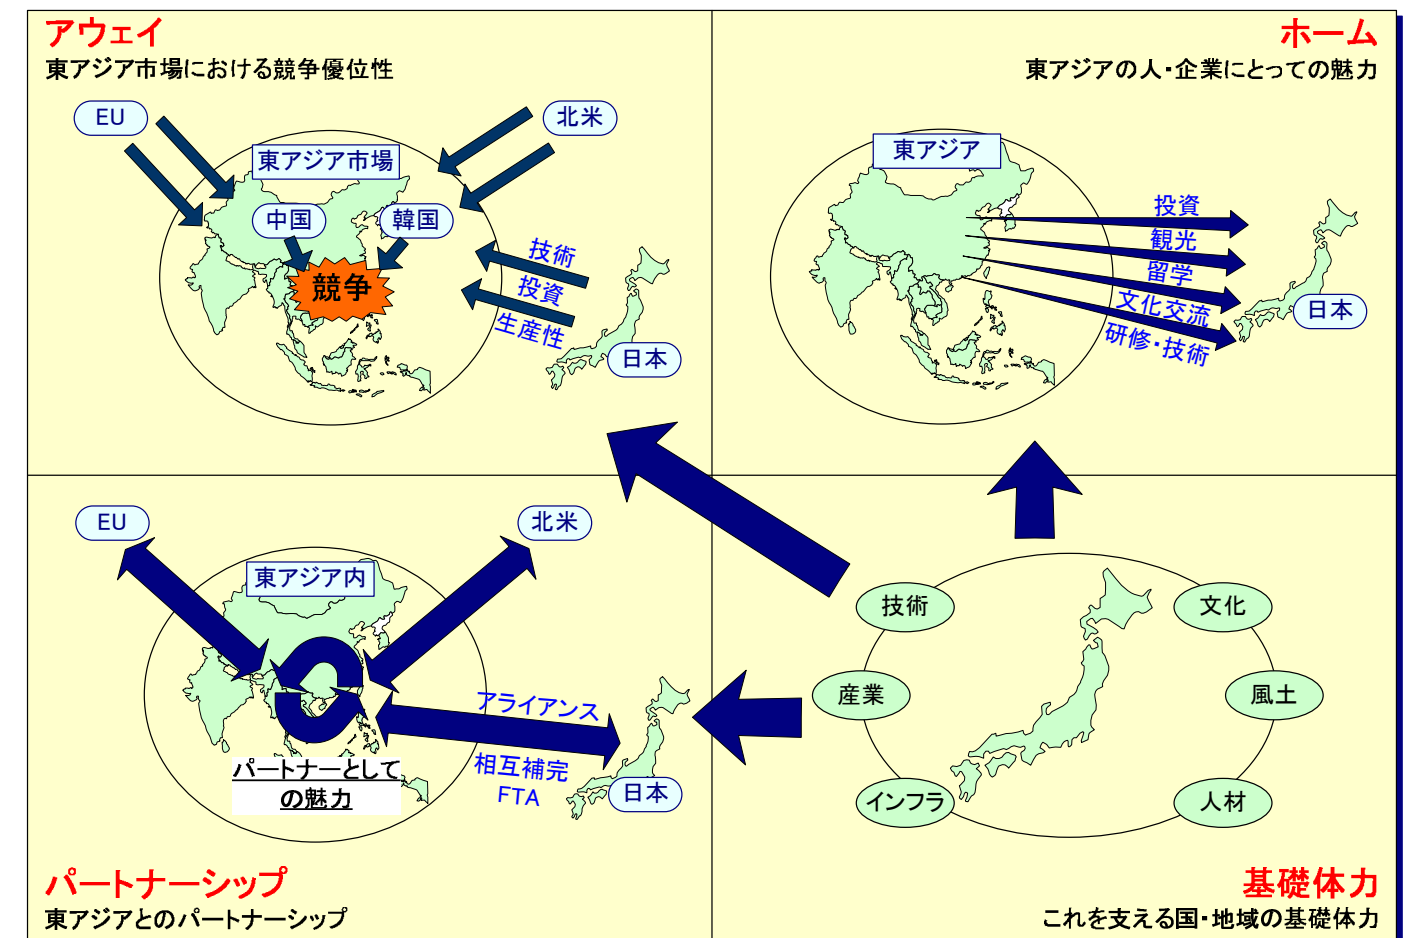 アウェイ
東アジア市場における競争優位性
EU
北米
東アジア市場
中国
韓国
競争
技術
投資
生産性
日本
ホーム
東アジアの人・企業にとっての魅力
東アジア
投資
観光
留学
文化交流
研修・技術
日本
EU
北米
東アジア内
アライアンス
相互補完
FTA
日本
パートナーとして
の魅力
パートナーシップ
東アジアとのパートナーシップ
技術
文化
産業
風土
インフラ
人材
基礎体力
これを支える国・地域の基礎体力